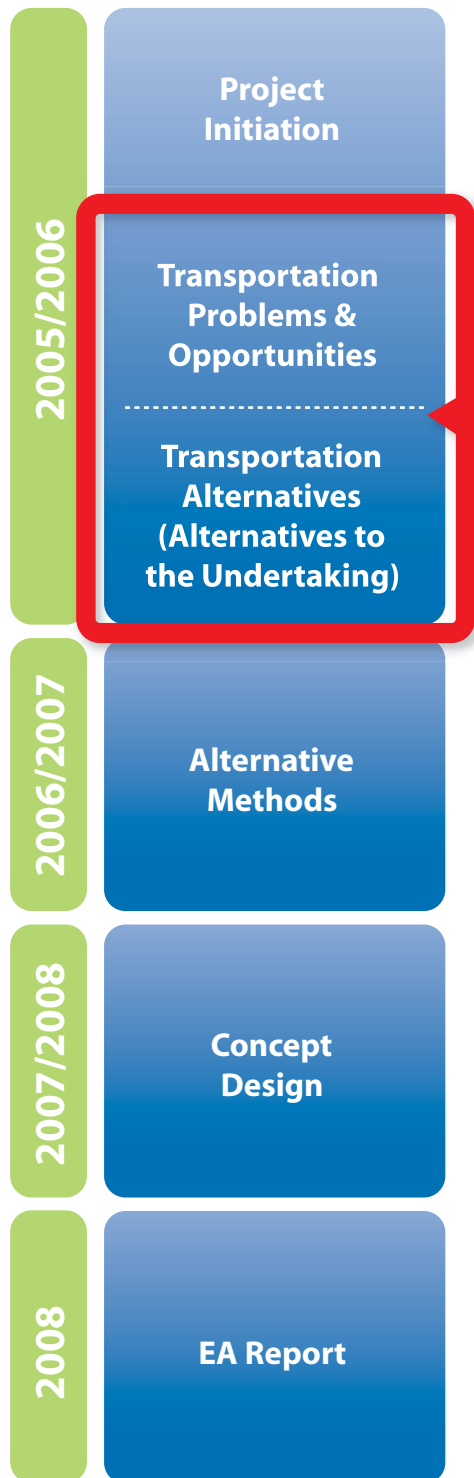 2005/2006
Project
Initiation
Transportation
Problems &
Opportunities
Transportation
Alternatives
(Alternatives to
the Undertaking)
2006/2007
Alternative
Methods
2007/2008
Concept
Design
2008
EA Report